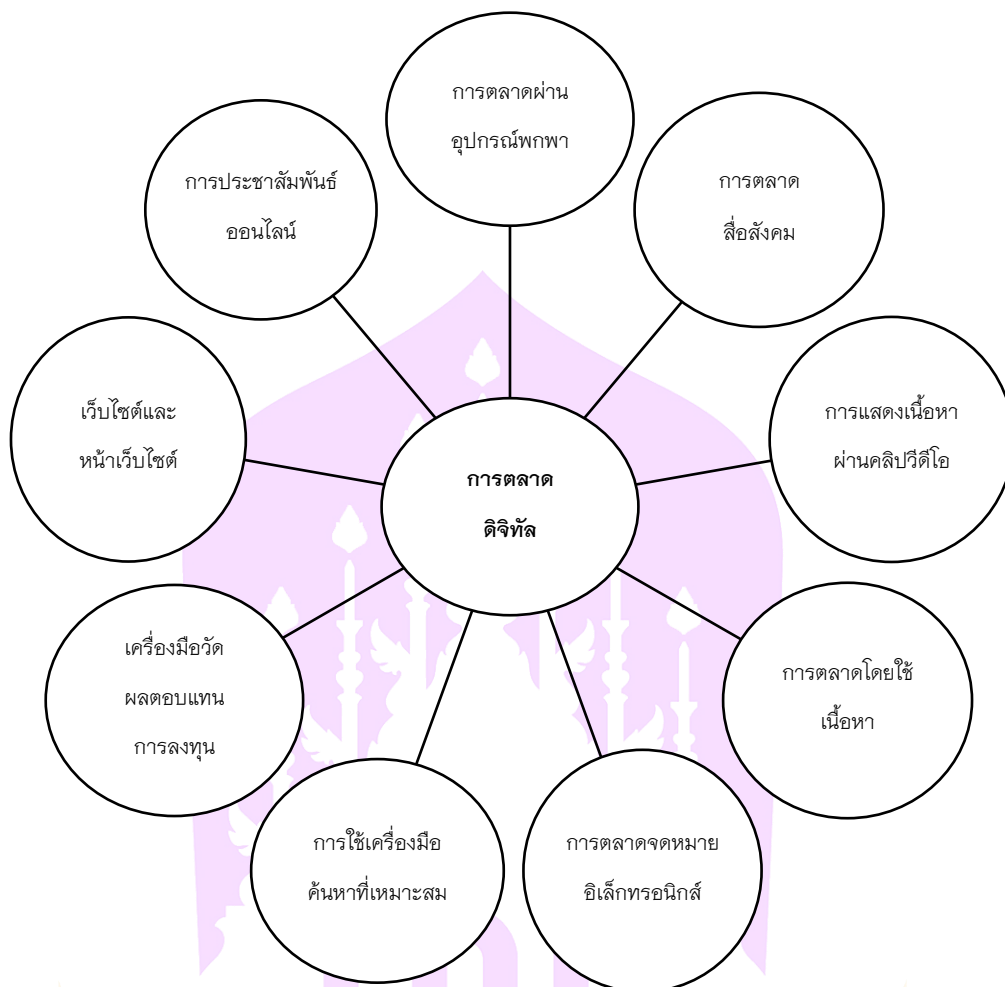 การตลาดผ่าน
อุปกรณ์พกพา
การประชาสัมพันธ์
ออนไลน์
การตลาด
สื่อสังคม
เว็บไซต์และ
หน้าเว็บไซต์
การแสดงเนื้อหา
ผ่านคลิปวีดีโอ
การตลาด
ดิจิทัล
เครื่องมือวัด
ผลตอบแทน
การลงทุน
การตลาดโดยใช้
เนื้อหา
การใช้เครื่องมือ
ค้นหาที่เหมาะสม
การตลาดจดหมาย
อิเล็กทรอนิกส์